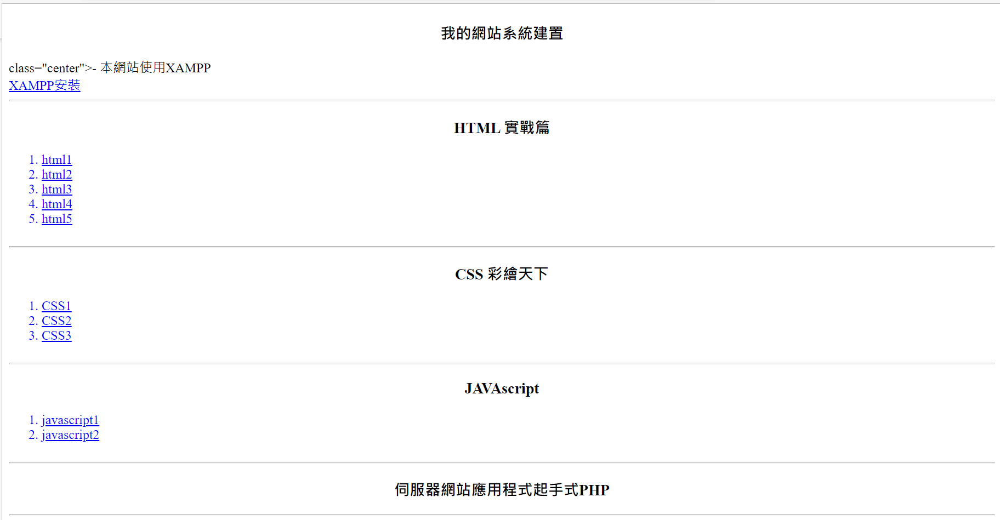 我的網站系統建置
class="center">- 本網站使用XAMPP
XAMPP安裝
HTML 實戰篇
1. html1
2. html2
3. html3
4. html4
5. html5
CSS 彩繪天下
1. CSS1
2. CSS2
3. CSS3
JAVAscript
1. javascript1
2. javascript2
伺服器網站應用程式起手式PHP